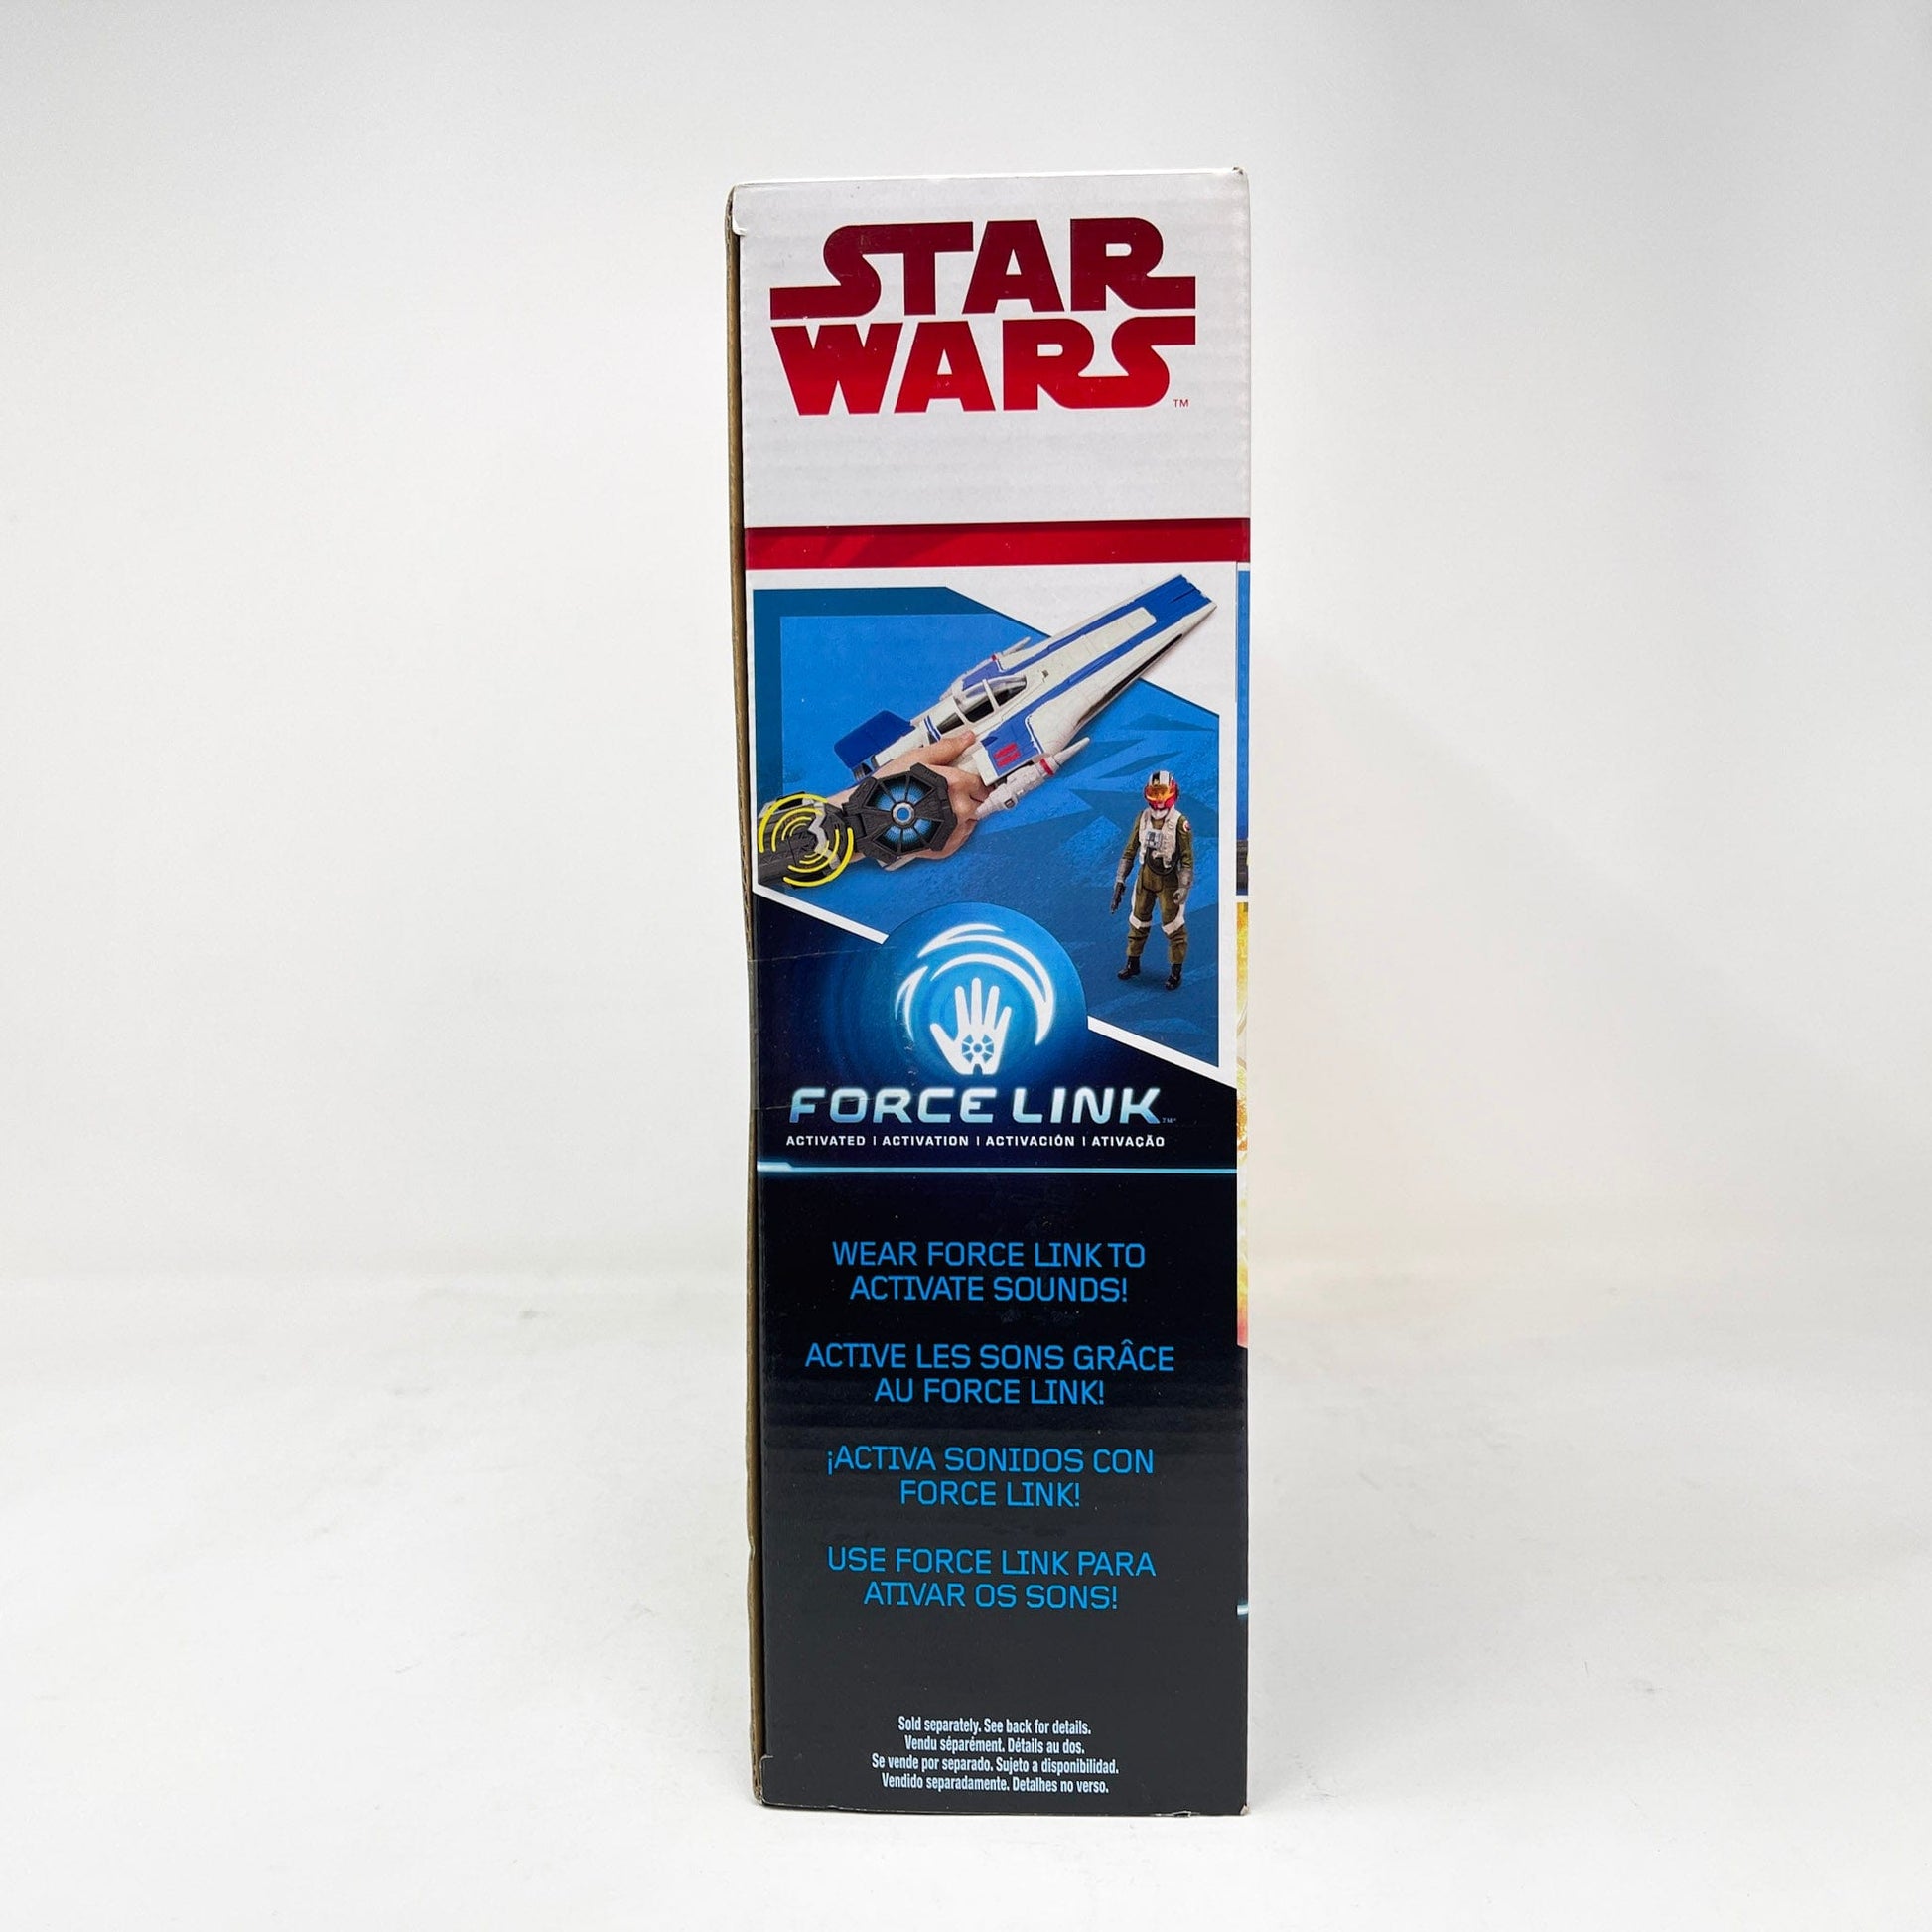 STAR
WARS™
FORCE LINK™
ACTIVATED | ACTIVATION | ACTIVACIÓN | ATIVAÇÃO
WEAR FORCE LINK TO
ACTIVATE SOUNDS!
ACTIVE LES SONS GRÂCE
AU FORCE LINK!
¡ACTIVA SONIDOS CON
FORCE LINK!
USE FORCE LINK PARA
ATIVAR OS SONS!
Sold separately. See back for details.
Vendu séparément. Détails au dos.
Se vende por separado. Sujeto a disponibilidad.
Vendido separadamente. Detalhes no verso.